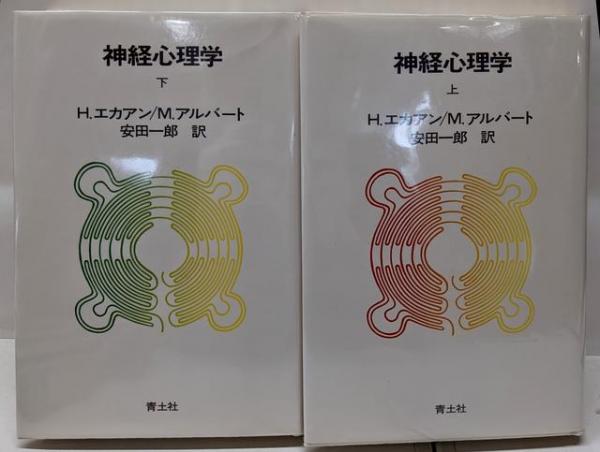 神経心理学
下
H.エカアン/M.アルバート
安田一郎 訳
青土社
神経心理学
上
H.エカアン/M.アルバート
安田一郎 訳
青土社